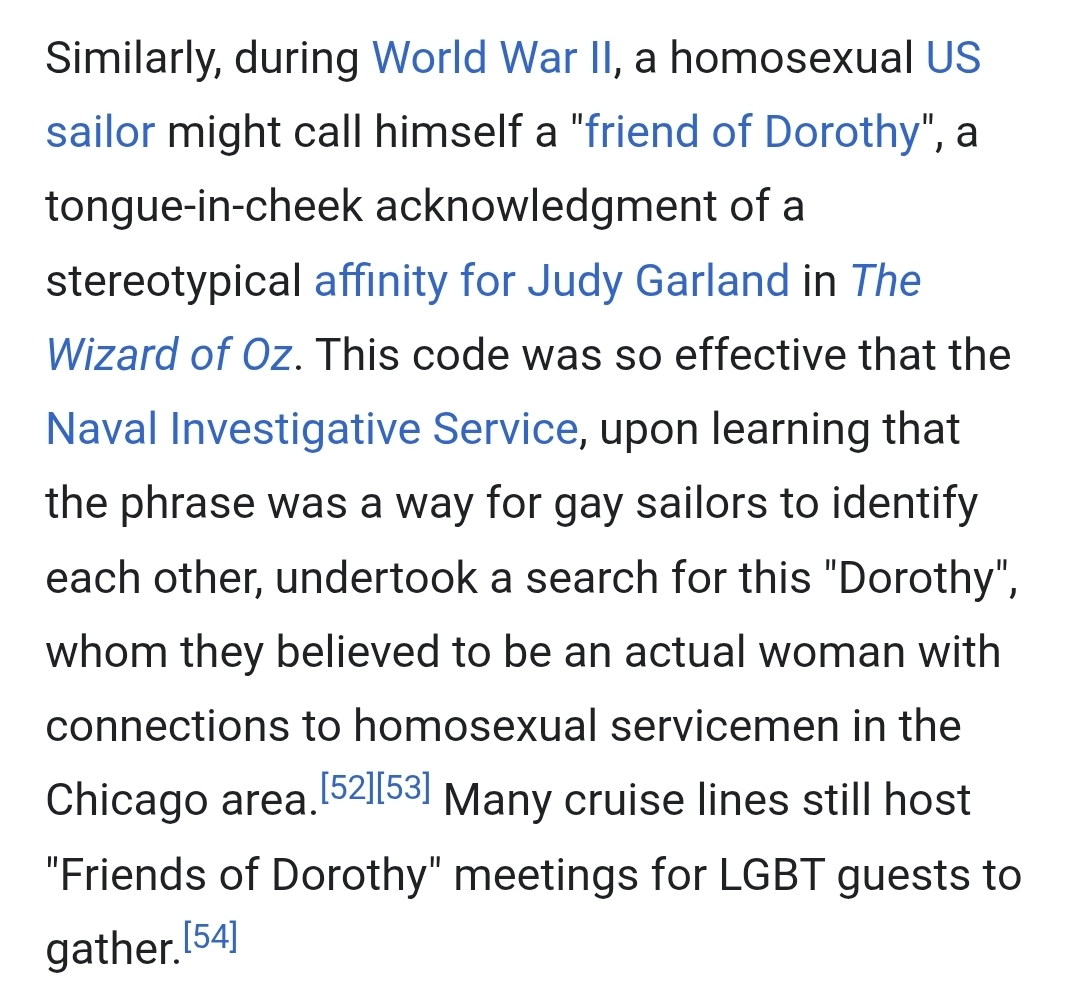 Similarly, during World War II, a homosexual US
sailor might call himself a "friend of Dorothy", a
tongue-in-cheek acknowledgment of a
stereotypical affinity for Judy Garland in The
Wizard of Oz. This code was so effective that the
Naval Investigative Service, upon learning that
the phrase was a way for gay sailors to identify
each other, undertook a search for this "Dorothy",
whom they believed to be an actual woman with
connections to homosexual servicemen in the
Chicago area.[52][53] Many cruise lines still host
"Friends of Dorothy" meetings for LGBT guests to
gather.[54]